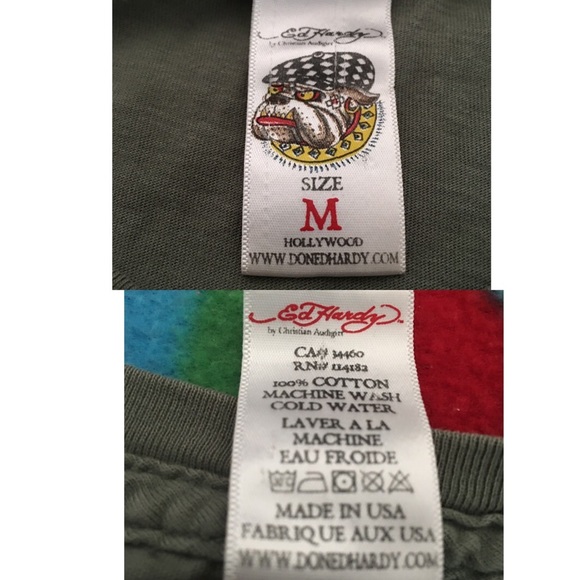 Ed Hardy
by Christian Audigier
SIZE
M
HOLLYWOOD
WWW.DONEDHARDY.COM
Ed Hardy
by Christian Audigier
CA# 34460
RN# 114182
100% COTTON
MACHINE WASH
COLD WATER
LAVER A LA
MACHINE
EAU FROIDE
MADE IN USA
FABRIQUE AUX USA
WWW.DONEDHARDY.COM